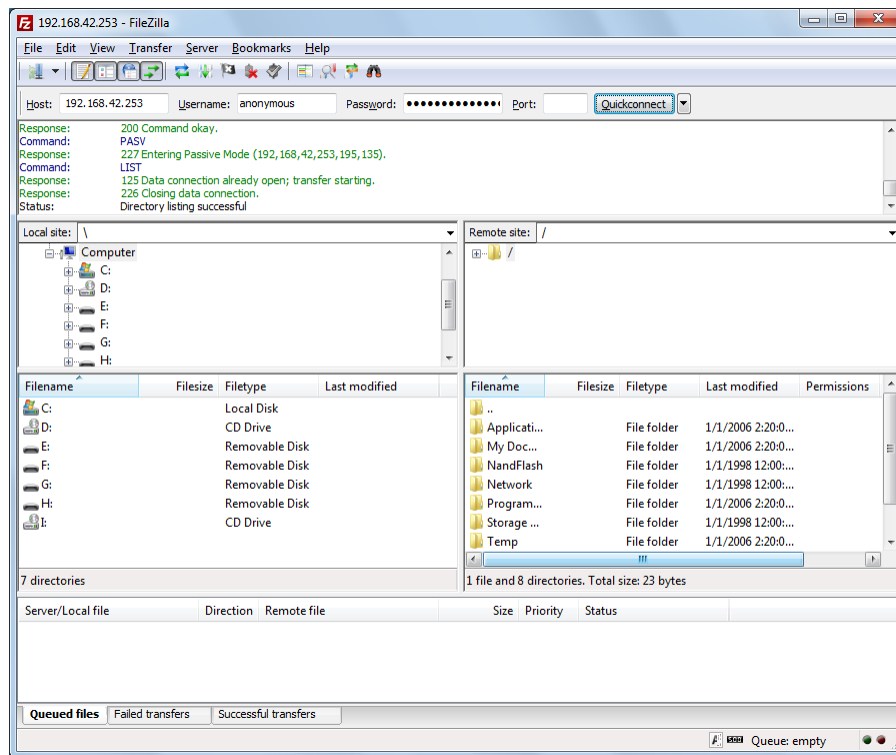 192.168.42.253 - FileZilla
File Edit View Transfer Server Bookmarks Help
Host: 192.168.42.253 Username: anonymous Password: ●●●●●●●●●●●●●● Port: Quickconnect
Response: 200 Command okay.
Command: PASV
Response: 227 Entering Passive Mode (192,168,42,253,195,135).
Command: LIST
Response: 125 Data connection already open; transfer starting.
Response: 226 Closing data connection.
Status: Directory listing successful
Local site: \
Computer
C:
D:
E:
F:
G:
H:
Remote site: /
/
Filename Filesize Filetype Last modified
C: Local Disk
D: CD Drive
E: Removable Disk
F: Removable Disk
G: Removable Disk
H: Removable Disk
I: CD Drive
7 directories
Filename Filesize Filetype Last modified Permissions
..
Applicati... File folder 1/1/2006 2:20:0...
My Doc... File folder 1/1/2006 2:20:0...
NandFlash File folder 1/1/1998 12:00:...
Network File folder 1/1/1998 12:00:...
Program... File folder 1/1/2006 2:20:0...
Storage ... File folder 1/1/1998 12:00:...
Temp File folder 1/1/2006 2:20:0...
1 file and 8 directories. Total size: 23 bytes
Server/Local file Direction Remote file Size Priority Status
Queued files Failed transfers Successful transfers
Queue: empty